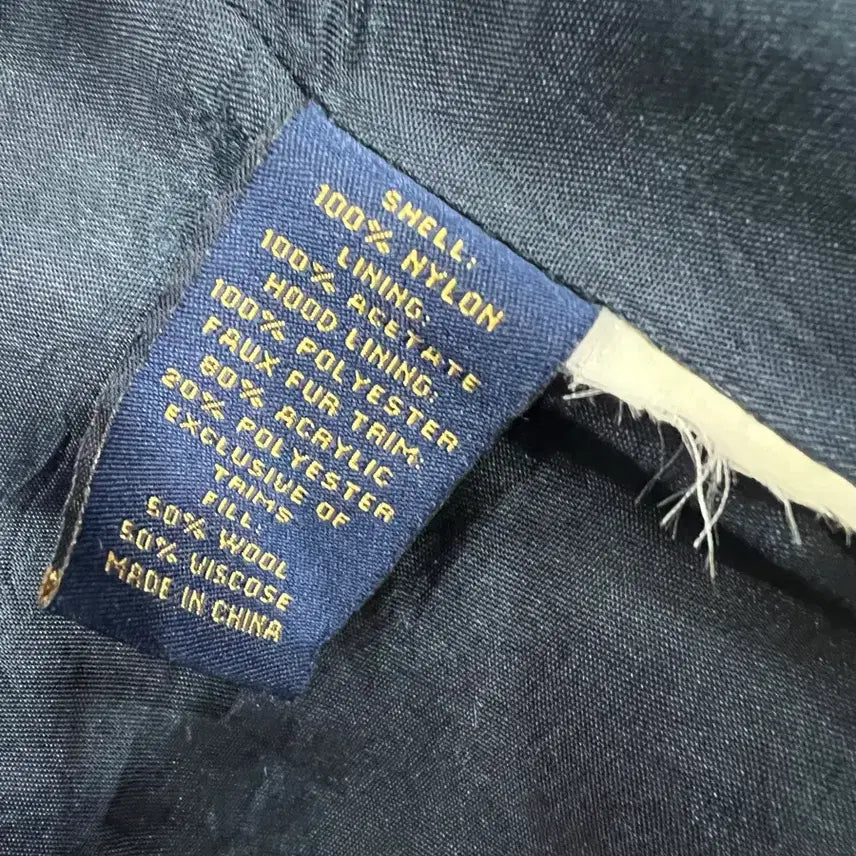 SHELL:
100% NYLON
LINING:
100% ACETATE
HOOD LINING:
100% POLYESTER
FAUX FUR TRIM:
80% ACRYLIC
20% POLYESTER
EXCLUSIVE OF
TRIMS
FILL:
50% WOOL
50% VISCOSE
MADE IN CHINA